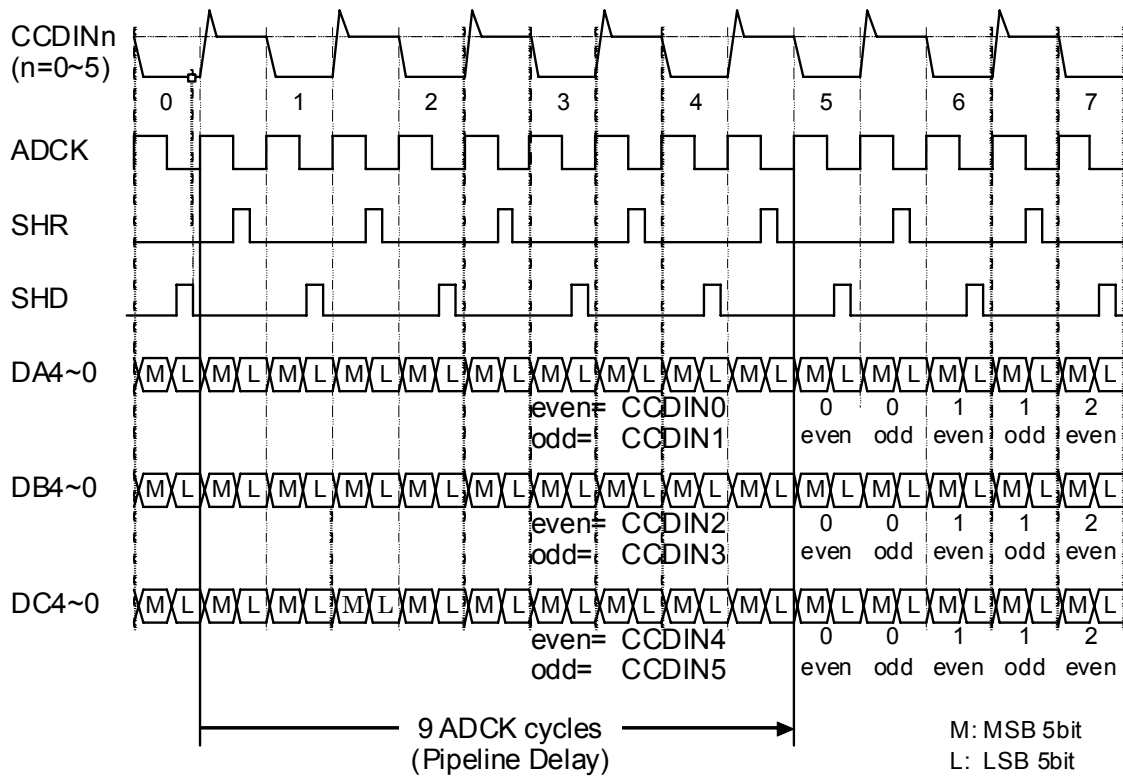 CCDINn
(n=0~5)
0 1 2 3 4 5 6 7
ADCK
SHR
SHD
DA4~0 M L M L M L M L M L M L M L M L M L M L M L M L M L M L M L
even= CCDIN0 0 0 1 1 2
odd= CCDIN1 even odd even odd even
DB4~0 M L M L M L M L M L M L M L M L M L M L M L M L M L M L M L
even= CCDIN2 0 0 1 1 2
odd= CCDIN3 even odd even odd even
DC4~0 M L M L M L M L M L M L M L M L M L M L M L M L M L M L M L
even= CCDIN4 0 0 1 1 2
odd= CCDIN5 even odd even odd even
9 ADCK cycles
(Pipeline Delay)
M: MSB 5bit
L: LSB 5bit